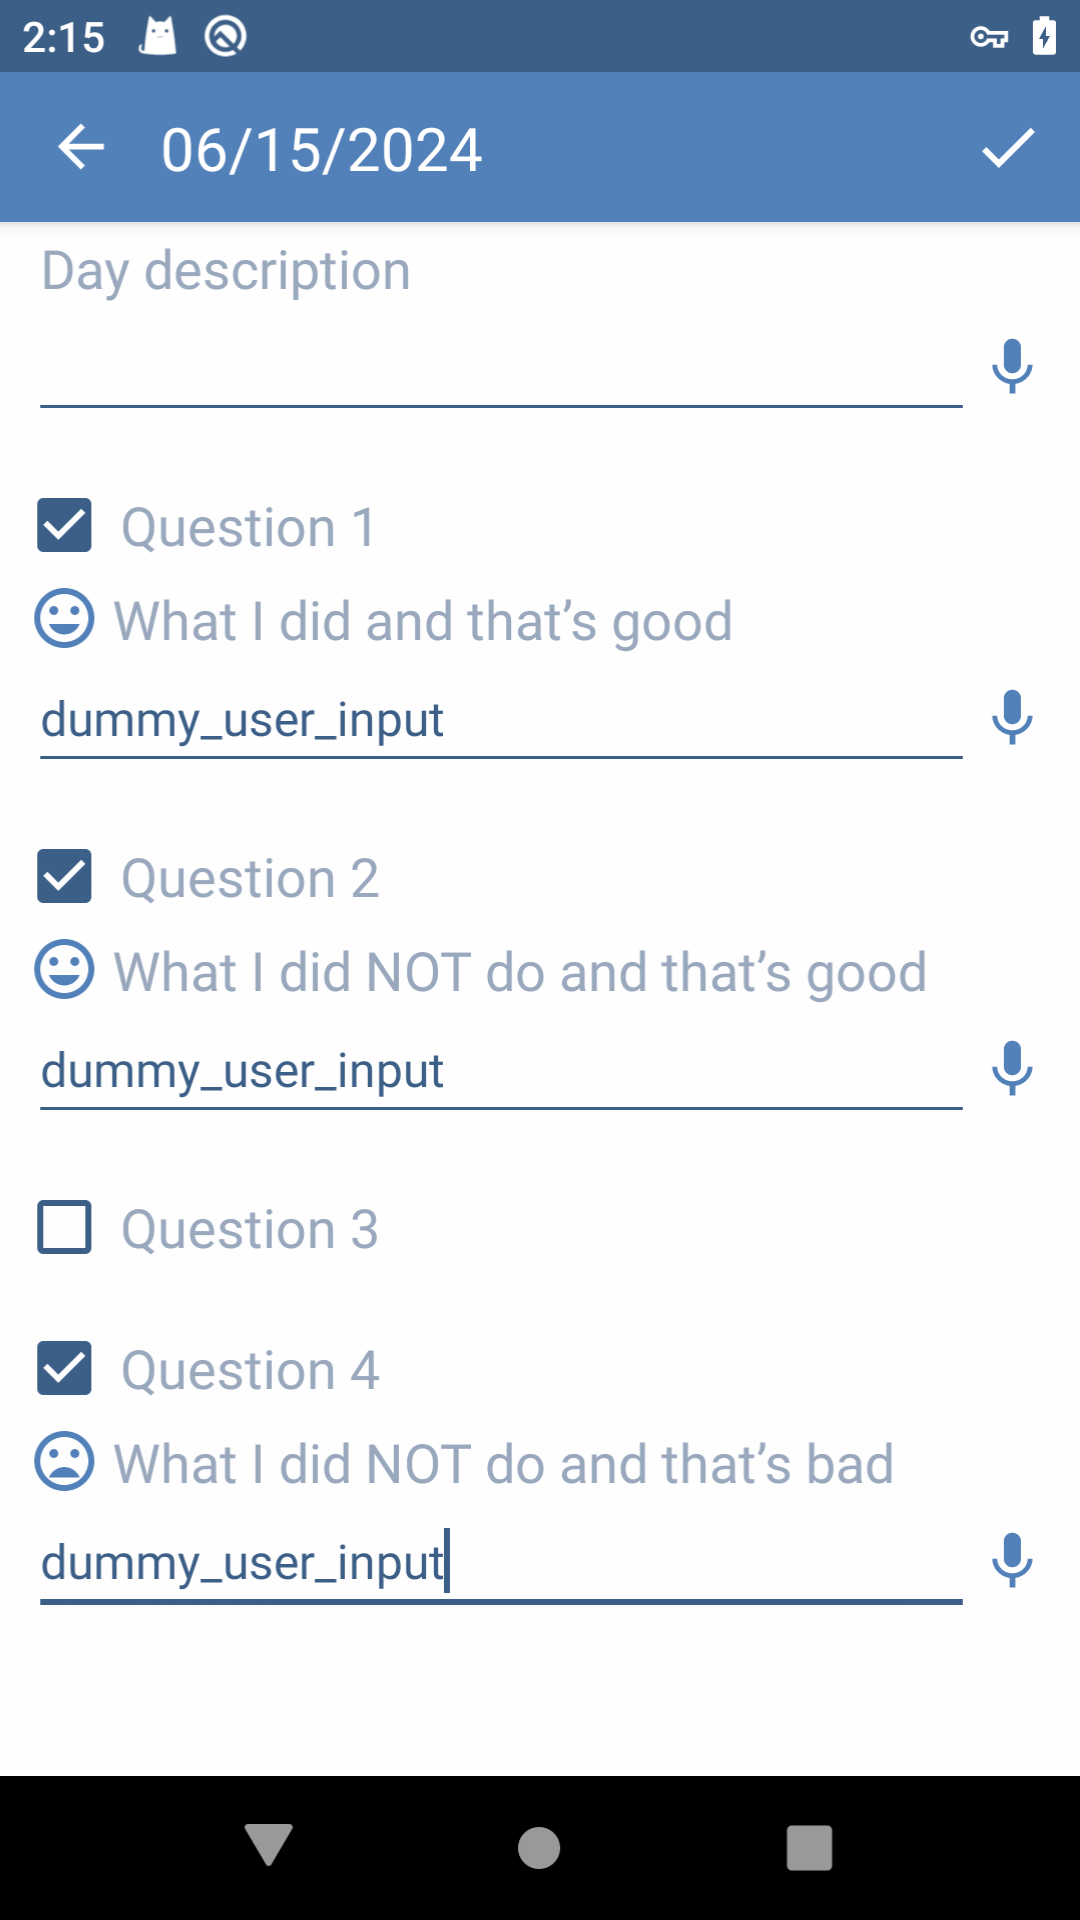 2:15
06/15/2024
Day description
Question 1
What I did and that’s good
dummy_user_input
Question 2
What I did NOT do and that’s good
dummy_user_input
Question 3
Question 4
What I did NOT do and that’s bad
dummy_user_input